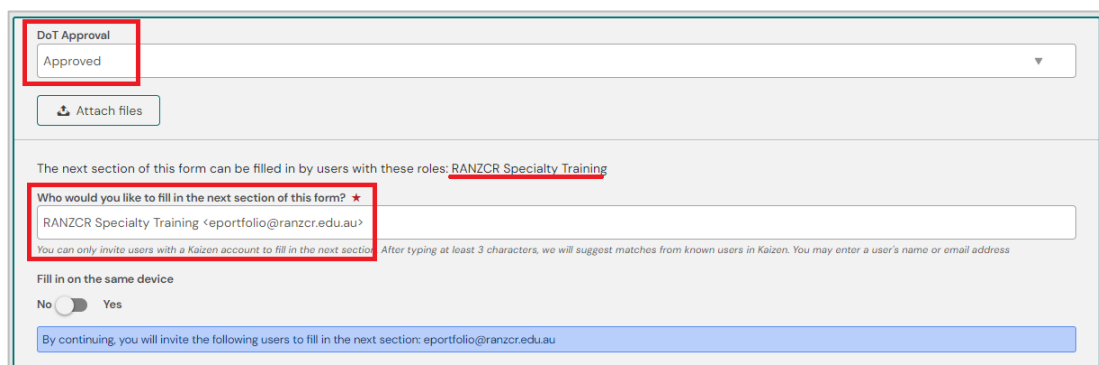 DoT Approval
Approved
Attach files
The next section of this form can be filled in by users with these roles: RANZCR Specialty Training
Who would you like to fill in the next section of this form? ★
RANZCR Specialty Training <eportfolio@ranzcr.edu.au>
You can only invite users with a Kaizen account to fill in the next section. After typing at least 3 characters, we will suggest matches from known users in Kaizen. You may enter a user's name or email address
Fill in on the same device
No Yes
By continuing, you will invite the following users to fill in the next section: eportfolio@ranzcr.edu.au